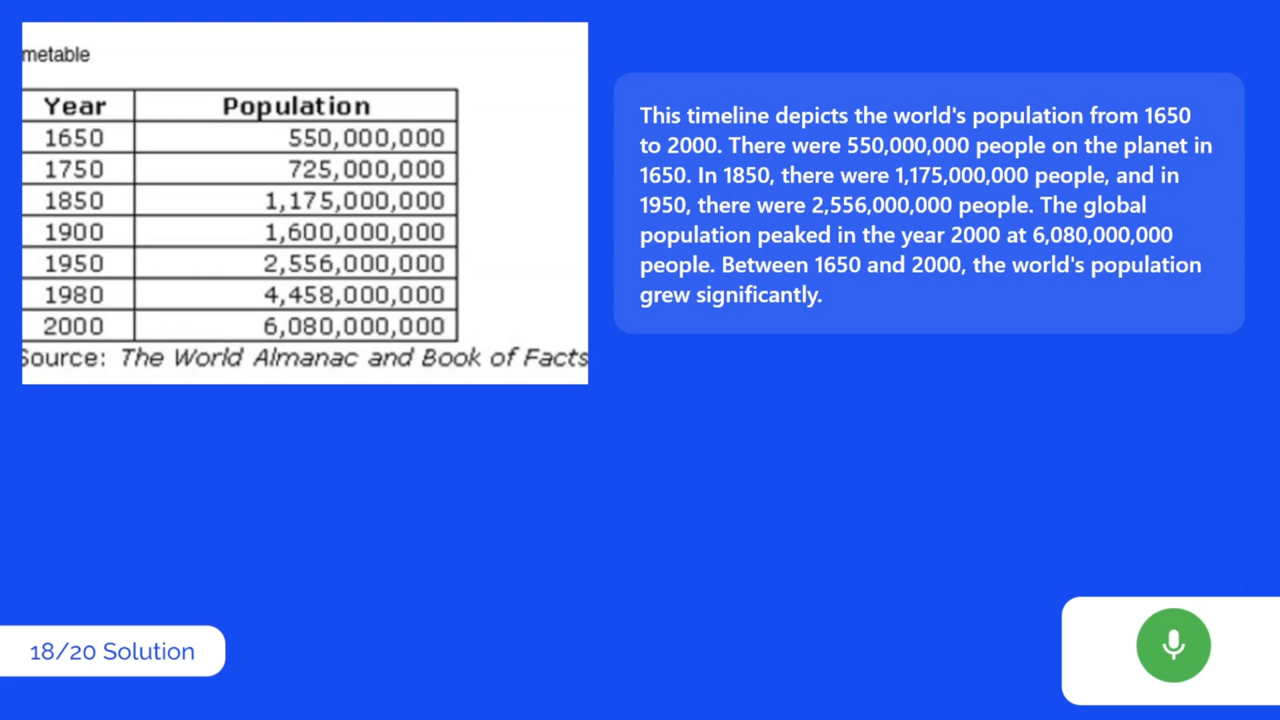 metable
Year Population
1650 550,000,000
1750 725,000,000
1850 1,175,000,000
1900 1,600,000,000
1950 2,556,000,000
1980 4,458,000,000
2000 6,080,000,000
Source: The World Almanac and Book of Facts
This timeline depicts the world's population from 1650
to 2000. There were 550,000,000 people on the planet in
1650. In 1850, there were 1,175,000,000 people, and in
1950, there were 2,556,000,000 people. The global
population peaked in the year 2000 at 6,080,000,000
people. Between 1650 and 2000, the world's population
grew significantly.
18/20 Solution